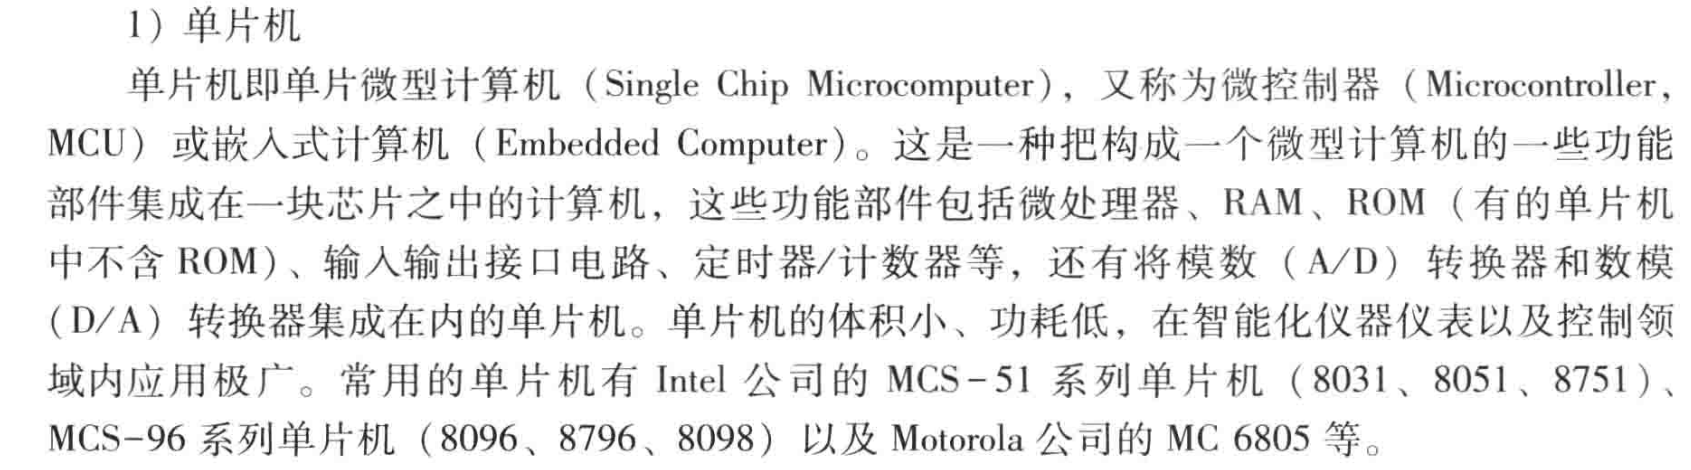 1）单片机
单片机即单片微型计算机（Single Chip Microcomputer），又称为微控制器（Microcontroller，
MCU）或嵌入式计算机（Embedded Computer）。这是一种把构成一个微型计算机的一些功能
部件集成在一块芯片之中的计算机，这些功能部件包括微处理器、RAM、ROM（有的单片机
中不含 ROM）、输入输出接口电路、定时器/计数器等，还有将模数（A/D）转换器和数模
（D/A）转换器集成在内的单片机。单片机的体积小、功耗低，在智能化仪器仪表以及控制领
域内应用极广。常用的单片机有 Intel 公司的 MCS-51 系列单片机（8031、8051、8751）、
MCS-96 系列单片机（8096、8796、8098）以及 Motorola 公司的 MC 6805 等。